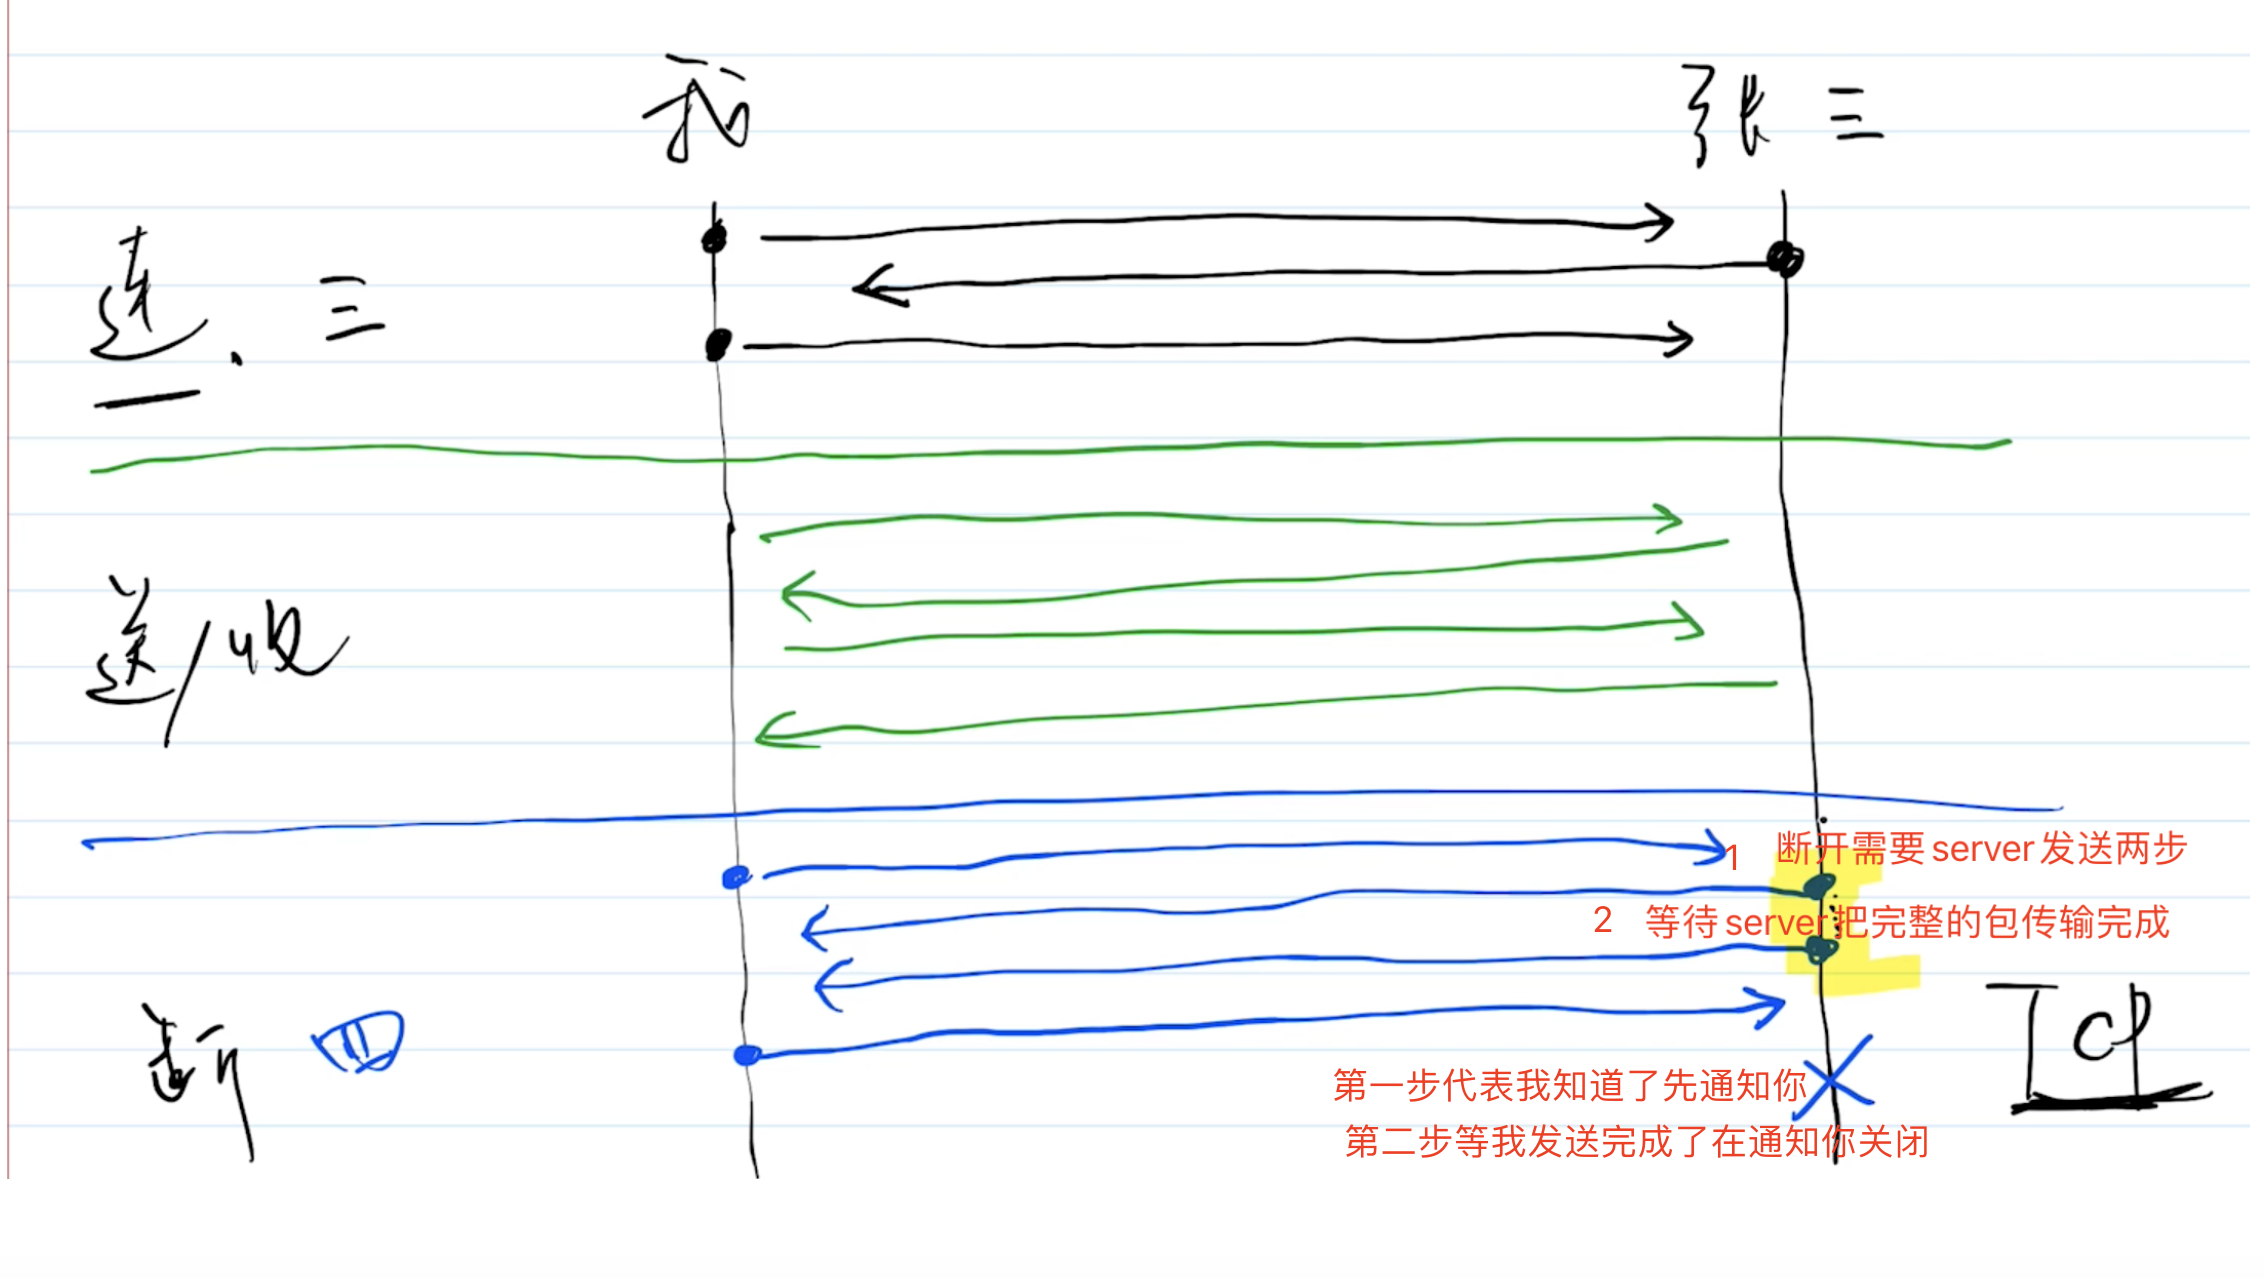 我
张三
连、三
送/收
1 断开需要server发送两步
2 等待server把完整的包传输完成
断 四
TCP
第一步代表我知道了先通知你
第二步等我发送完成了在通知你关闭